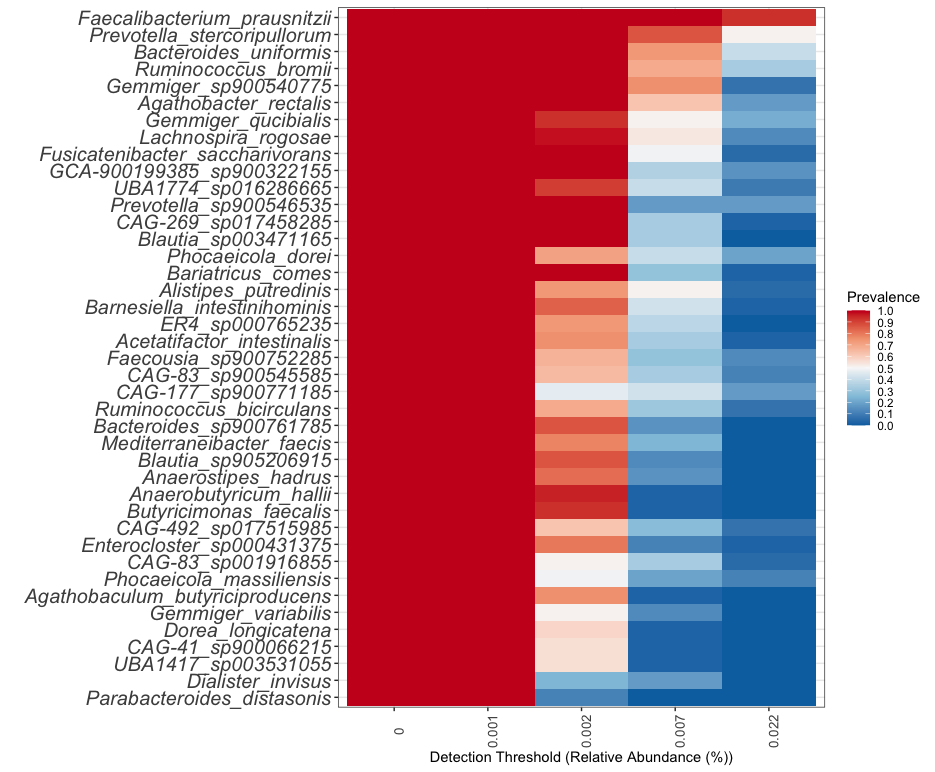 Faecalibacterium_prausnitzii
Prevotella_stercoripullorum
Bacteroides_uniformis
Ruminococcus_bromii
Gemmiger_sp900540775
Agathobacter_rectalis
Gemmiger_qucibialis
Lachnospira_rogosae
Fusicatenibacter_saccharivorans
GCA-900199385_sp900322155
UBA1774_sp016286665
Prevotella_sp900546535
CAG-269_sp017458285
Blautia_sp003471165
Phocaeicola_dorei
Bariatricus_comes
Alistipes_putredinis
Barnesiella_intestinihominis
ER4_sp000765235
Acetatifactor_intestinalis
Faecousia_sp900752285
CAG-83_sp900545585
CAG-177_sp900771185
Ruminococcus_bicirculans
Bacteroides_sp900761785
Mediterraneibacter_faecis
Blautia_sp905206915
Anaerostipes_hadrus
Anaerobutyricum_hallii
Butyricimonas_faecalis
CAG-492_sp017515985
Enterocloster_sp000431375
CAG-83_sp001916855
Phocaeicola_massiliensis
Agathobaculum_butyriciproducens
Gemmiger_variabilis
Dorea_longicatena
CAG-41_sp900066215
UBA1417_sp003531055
Dialister_invisus
Parabacteroides_distasonis
0 0.001 0.002 0.007 0.022
Detection Threshold (Relative Abundance (%))
Prevalence
1.0
0.9
0.8
0.7
0.6
0.5
0.4
0.3
0.2
0.1
0.0